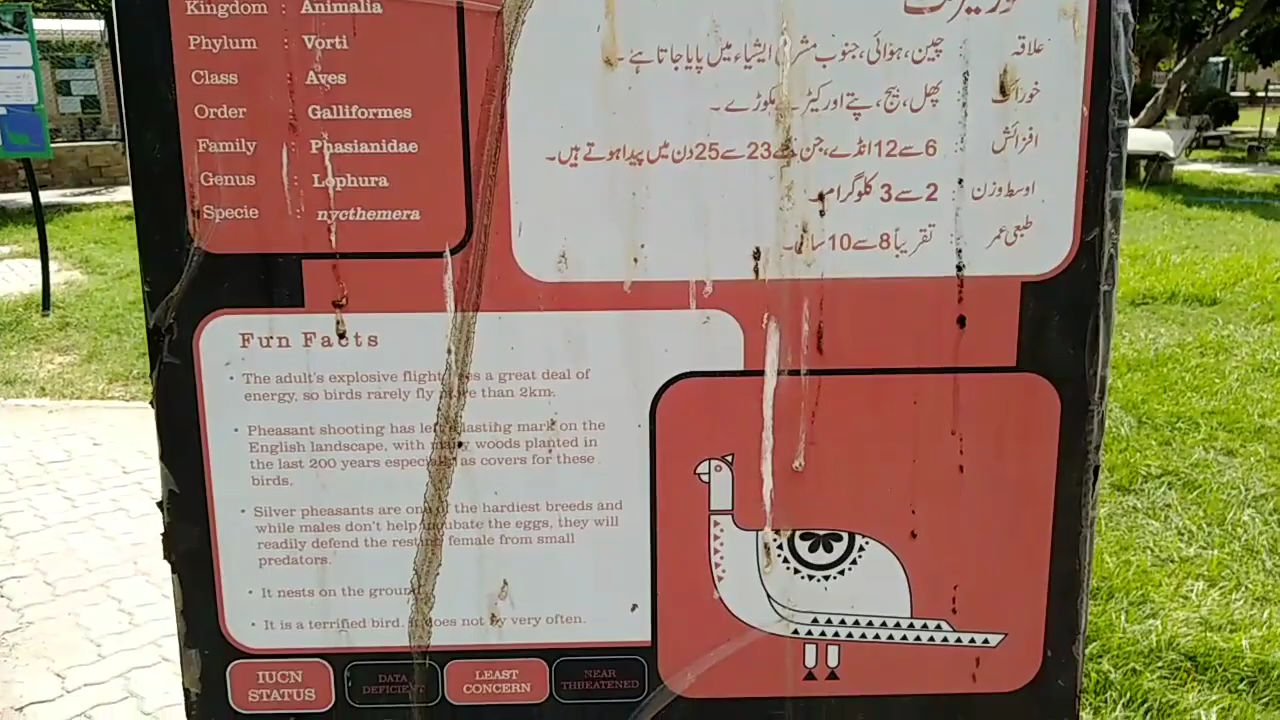 Kingdom : Animalia
Phylum : Vorti
Class : Aves
Order : Galliformes
Family : Phasianidae
Genus : Lophura
Specie : nycthemera
علاقہ : چین، ہوائی، جنوب ایشیاء میں پایا جاتا ہے۔
خوراک : پھل، بیج، پتے اور مکوڑے۔
افزائش : 6 سے 12 انڈے جن سے 23 سے 25 دن میں پیدا ہوتے ہیں۔
اوسط وزن : 2 سے 3 کلوگرام۔
طبعی عمر : تقریباً 8 سے 10 سال۔
Fun Facts
• The adult's explosive flight a great deal of
energy, so birds rarely fly more than 2km.
• Pheasant shooting has left lasting mark on the
English landscape, with many woods planted in
the last 200 years especially as covers for these
birds.
• Silver pheasants are one the hardiest breeds and
while males don't help incubate the eggs, they will
readily defend the resting female from small
predators.
• It nests on the ground
• It is a terrified bird. It does not fly very often.
IUCN
STATUS
DATA
DEFICIENT
LEAST
CONCERN
NEAR
THREATENED